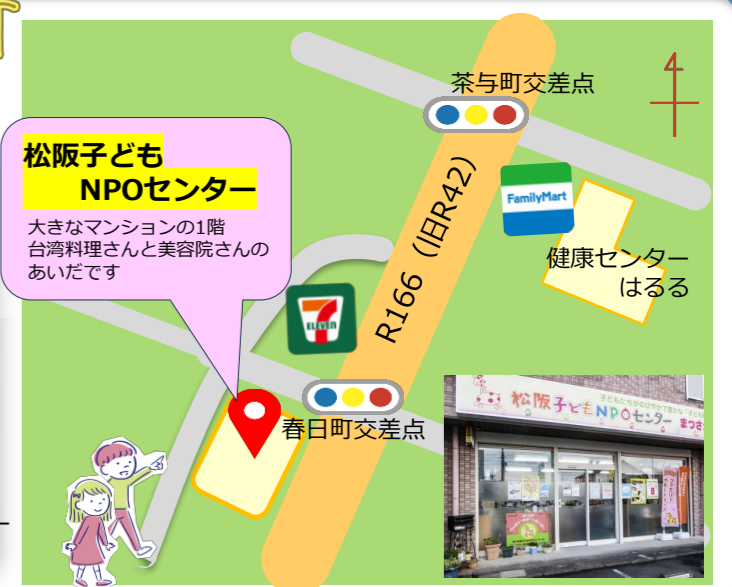 茶与町交差点
松阪子ども
NPOセンター
大きなマンションの1階
台湾料理さんと美容院さんの
あいだです
R166（旧R42）
FamilyMart
健康センター
はるる
7
ELEVEN
春日町交差点
松阪子どもNPOセンター